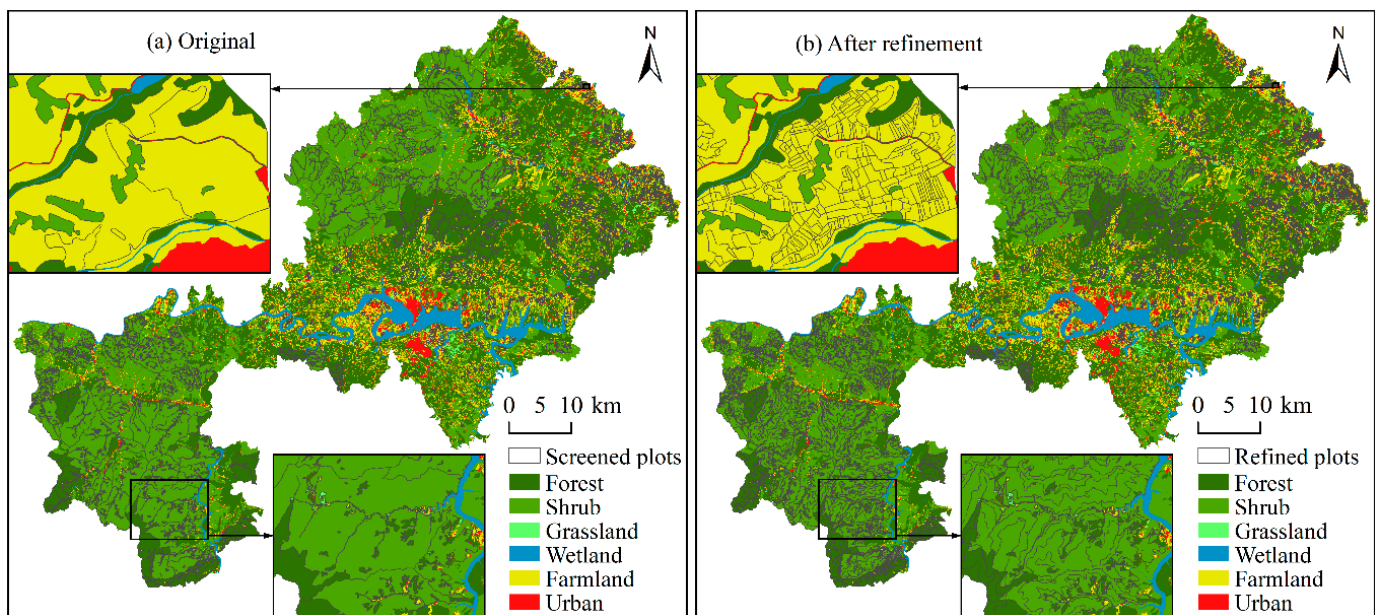 (a) Original
N
0 5 10 km
Screened plots
Forest
Shrub
Grassland
Wetland
Farmland
Urban
(b) After refinement
N
0 5 10 km
Refined plots
Forest
Shrub
Grassland
Wetland
Farmland
Urban